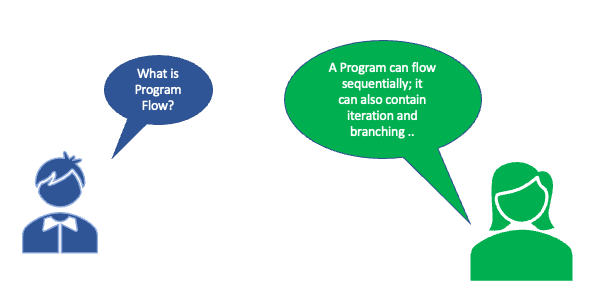 What is
Program
Flow?
A Program can flow
sequentially; it
can also contain
iteration and
branching ..